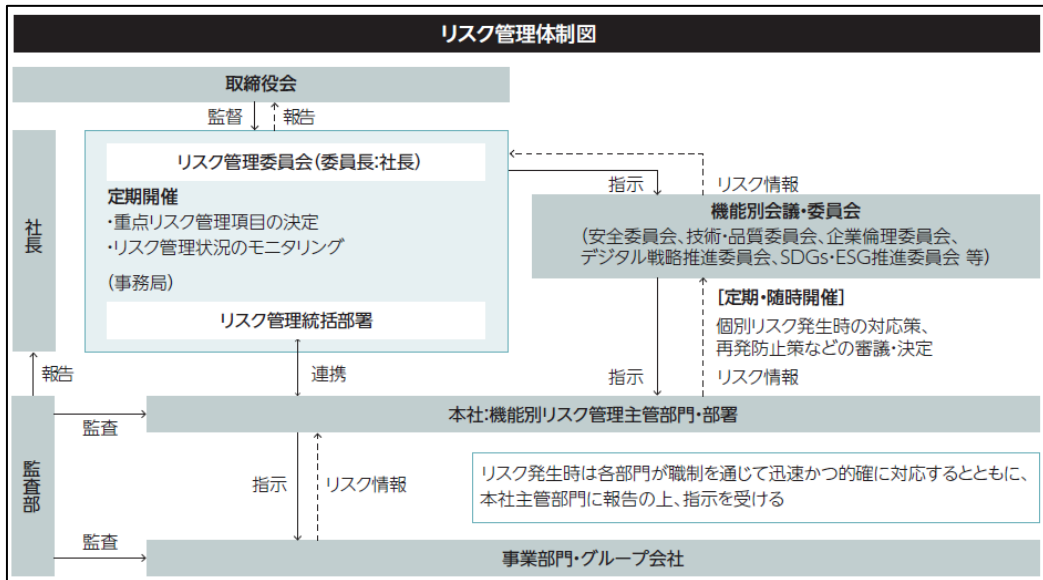 リスク管理体制図
取締役会
監督
報告
社長
リスク管理委員会(委員長:社長)
定期開催
・重点リスク管理項目の決定
・リスク管理状況のモニタリング
(事務局)
リスク管理統括部署
指示
リスク情報
機能別会議・委員会
(安全委員会、技術・品質委員会、企業倫理委員会、
デジタル戦略推進委員会、SDGs・ESG推進委員会 等)
[定期・随時開催]
個別リスク発生時の対応策、
再発防止策などの審議・決定
報告
連携
指示
リスク情報
監査
本社:機能別リスク管理主管部門・部署
監査部
指示
リスク情報
リスク発生時は各部門が職制を通じて迅速かつ的確に対応するとともに、
本社主管部門に報告の上、指示を受ける
監査
事業部門・グループ会社